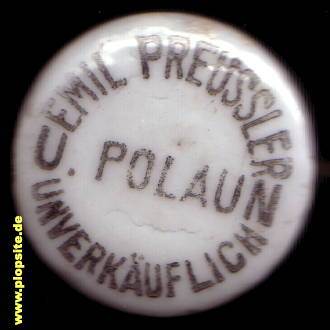 EMIL PREUSSLER
POLAUN
UNVERKÄUFLICH
www.plopsite.de